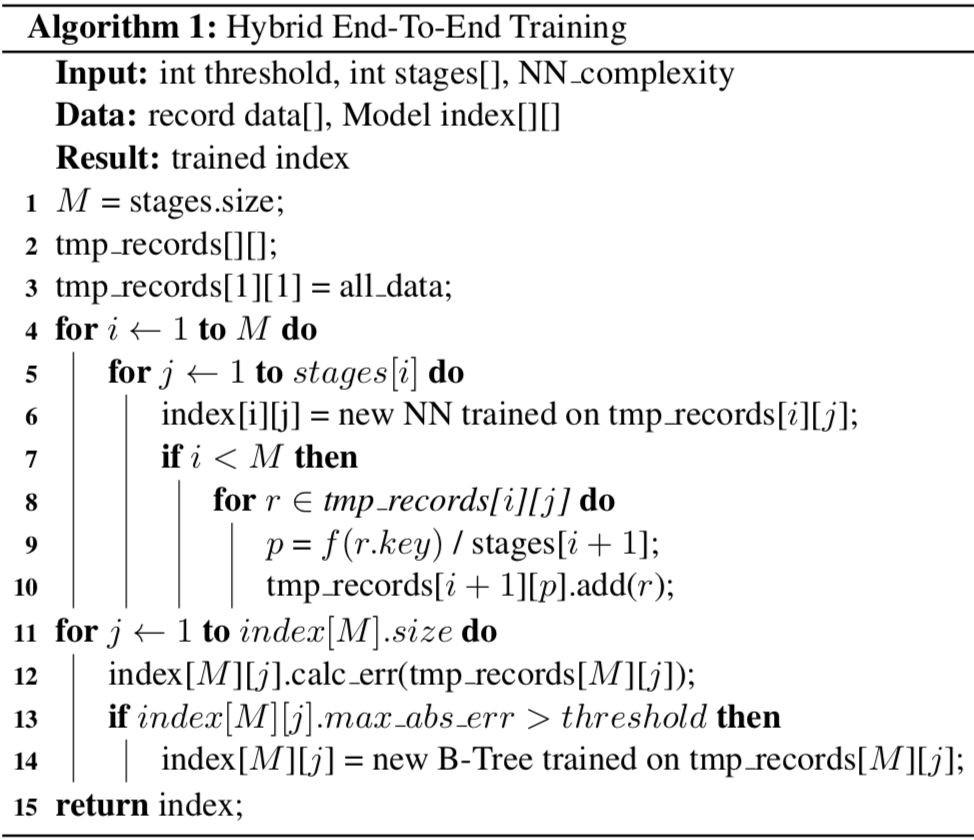 Algorithm 1: Hybrid End-To-End Training
Input: int threshold, int stages[], NN_complexity
Data: record data[], Model index[][]
Result: trained index
1 M = stages.size;
2 tmp_records[][];
3 tmp_records[1][1] = all_data;
4 for i ← 1 to M do
5 for j ← 1 to stages[i] do
6 index[i][j] = new NN trained on tmp_records[i][j];
7 if i < M then
8 for r ∈ tmp_records[i][j] do
9 p = f(r.key) / stages[i + 1];
10 tmp_records[i + 1][p].add(r);
11 for j ← 1 to index[M].size do
12 index[M][j].calc_err(tmp_records[M][j]);
13 if index[M][j].max_abs_err > threshold then
14 index[M][j] = new B-Tree trained on tmp_records[M][j];
15 return index;